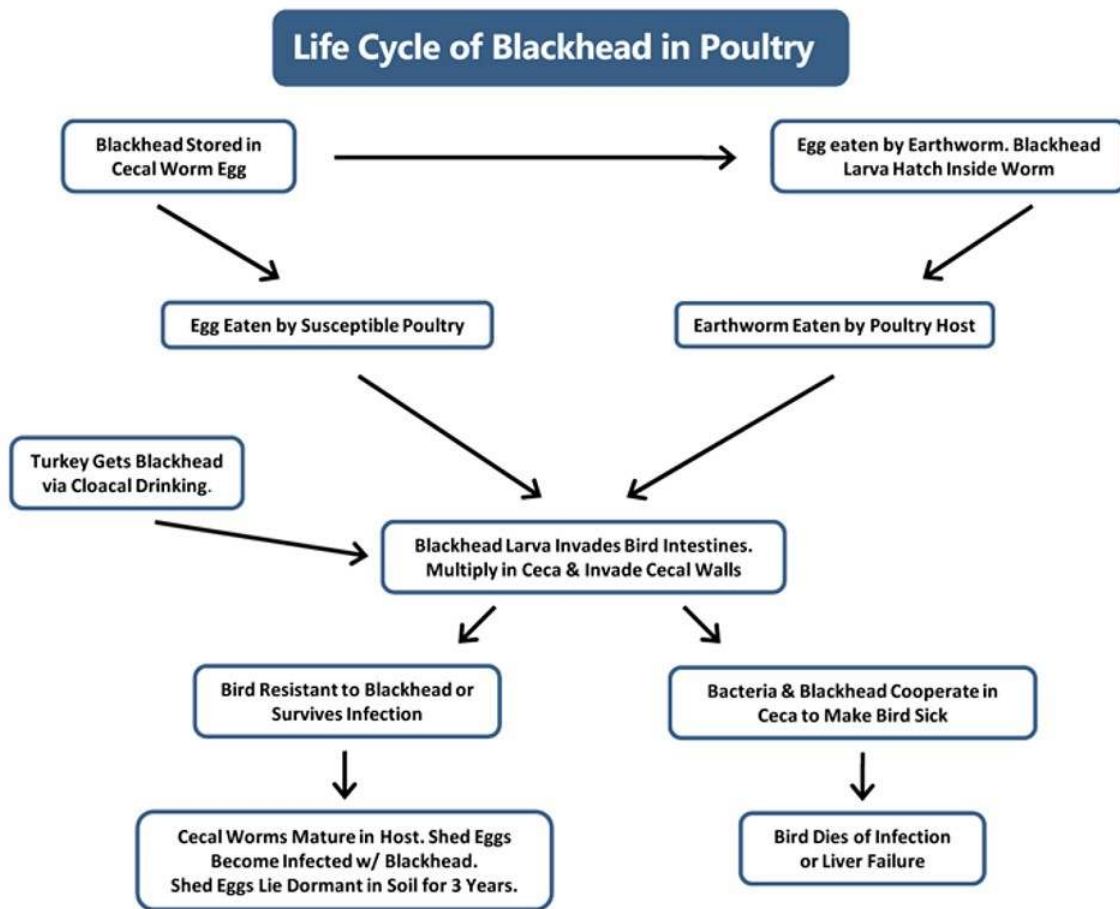 Life Cycle of Blackhead in Poultry
Blackhead Stored in
Cecal Worm Egg
Egg eaten by Earthworm. Blackhead
Larva Hatch Inside Worm
Egg Eaten by Susceptible Poultry
Earthworm Eaten by Poultry Host
Turkey Gets Blackhead
via Cloacal Drinking.
Blackhead Larva Invades Bird Intestines.
Multiply in Ceca & Invade Cecal Walls
Bird Resistant to Blackhead or
Survives Infection
Bacteria & Blackhead Cooperate in
Ceca to Make Bird Sick
Cecal Worms Mature in Host. Shed Eggs
Become Infected w/ Blackhead.
Shed Eggs Lie Dormant in Soil for 3 Years.
Bird Dies of Infection
or Liver Failure